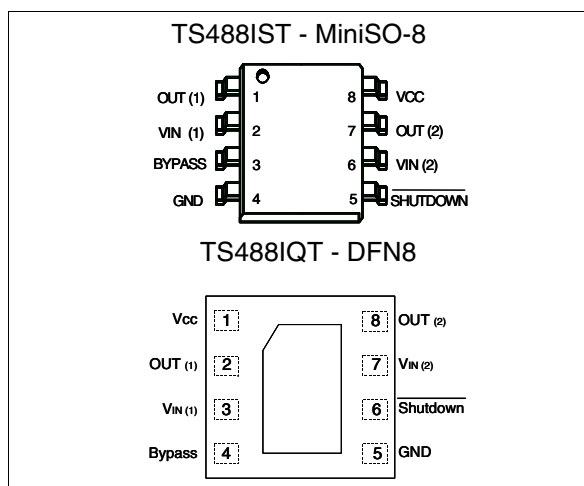 TS488IST - MiniSO-8
OUT (1) 1 8 VCC
VIN (1) 2 7 OUT (2)
BYPASS 3 6 VIN (2)
GND 4 5 SHUTDOWN
TS488IQT - DFN8
Vcc 1 8 OUT (2)
OUT (1) 2 7 VIN (2)
VIN (1) 3 6 Shutdown
Bypass 4 5 GND